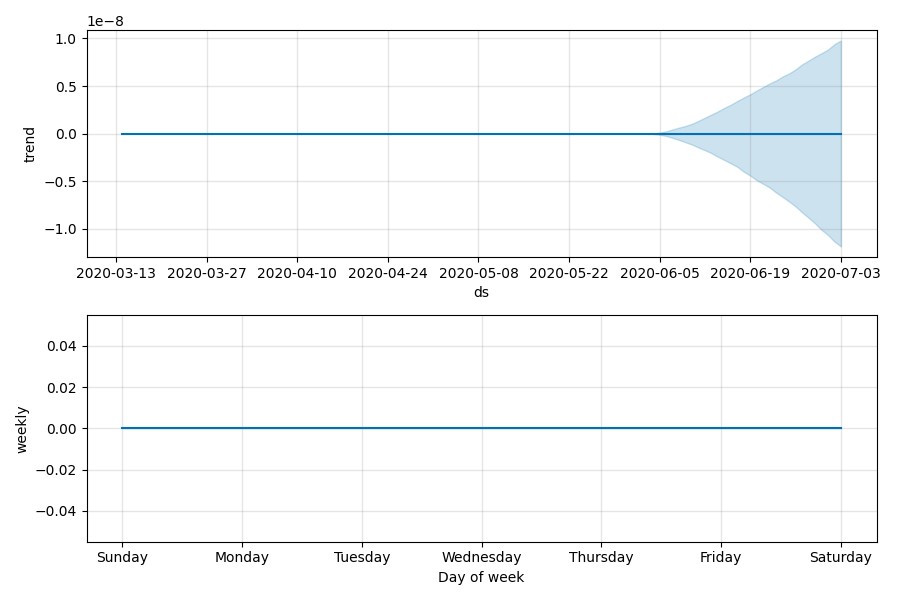 1e−8
1.0
0.5
0.0
−0.5
−1.0
trend
2020-03-13 2020-03-27 2020-04-10 2020-04-24 2020-05-08 2020-05-22 2020-06-05 2020-06-19 2020-07-03
ds
0.04
0.02
0.00
−0.02
−0.04
weekly
Sunday Monday Tuesday Wednesday Thursday Friday Saturday
Day of week